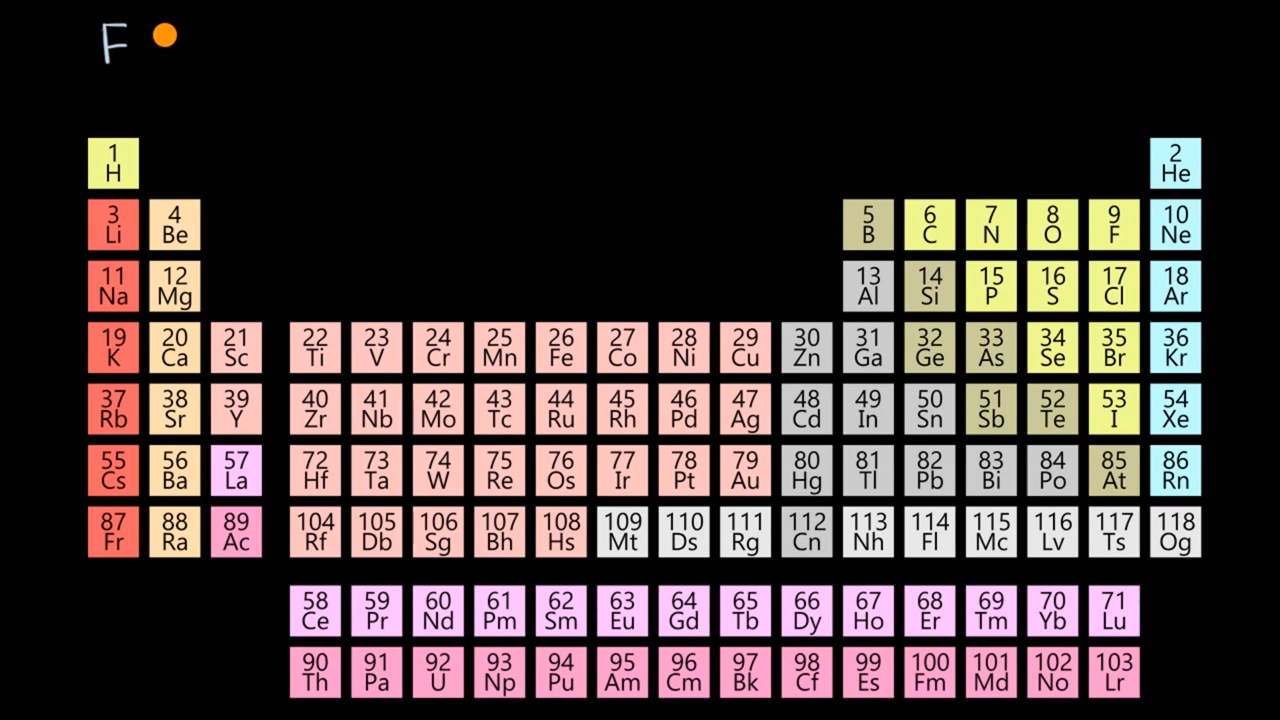 F
1 2
H He
3 4 5 6 7 8 9 10
Li Be B C N O F Ne
11 12 13 14 15 16 17 18
Na Mg Al Si P S Cl Ar
19 20 21 22 23 24 25 26 27 28 29 30 31 32 33 34 35 36
K Ca Sc Ti V Cr Mn Fe Co Ni Cu Zn Ga Ge As Se Br Kr
37 38 39 40 41 42 43 44 45 46 47 48 49 50 51 52 53 54
Rb Sr Y Zr Nb Mo Tc Ru Rh Pd Ag Cd In Sn Sb Te I Xe
55 56 57 72 73 74 75 76 77 78 79 80 81 82 83 84 85 86
Cs Ba La Hf Ta W Re Os Ir Pt Au Hg Tl Pb Bi Po At Rn
87 88 89 104 105 106 107 108 109 110 111 112 113 114 115 116 117 118
Fr Ra Ac Rf Db Sg Bh Hs Mt Ds Rg Cn Nh Fl Mc Lv Ts Og
58 59 60 61 62 63 64 65 66 67 68 69 70 71
Ce Pr Nd Pm Sm Eu Gd Tb Dy Ho Er Tm Yb Lu
90 91 92 93 94 95 96 97 98 99 100 101 102 103
Th Pa U Np Pu Am Cm Bk Cf Es Fm Md No Lr